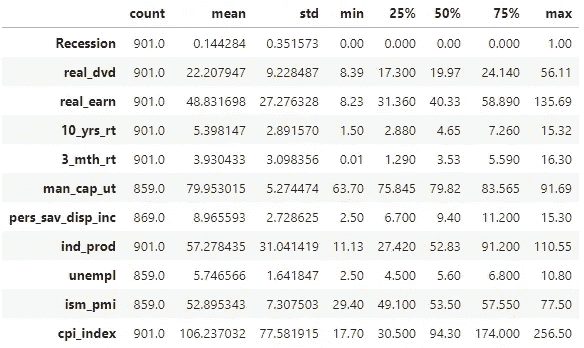 count mean std min 25% 50% 75% max
Recession 901.0 0.144284 0.351573 0.00 0.000 0.00 0.000 1.00
real_dvd 901.0 22.207947 9.228487 8.39 17.300 19.97 24.140 56.11
real_earn 901.0 48.831698 27.276328 8.23 31.360 40.33 58.890 135.69
10_yrs_rt 901.0 5.398147 2.891570 1.50 2.880 4.65 7.260 15.32
3_mth_rt 901.0 3.930433 3.098356 0.01 1.290 3.53 5.590 16.30
man_cap_ut 859.0 79.953015 5.274474 63.70 75.845 79.82 83.565 91.69
pers_sav_disp_inc 869.0 8.965593 2.728625 2.50 6.700 9.40 11.200 15.30
ind_prod 901.0 57.278435 31.041419 11.13 27.420 52.83 91.200 110.55
unempl 859.0 5.746566 1.641847 2.50 4.500 5.60 6.800 10.80
ism_pmi 859.0 52.895343 7.307503 29.40 49.100 53.50 57.550 77.50
cpi_index 901.0 106.237032 77.581915 17.70 30.500 94.30 174.000 256.50